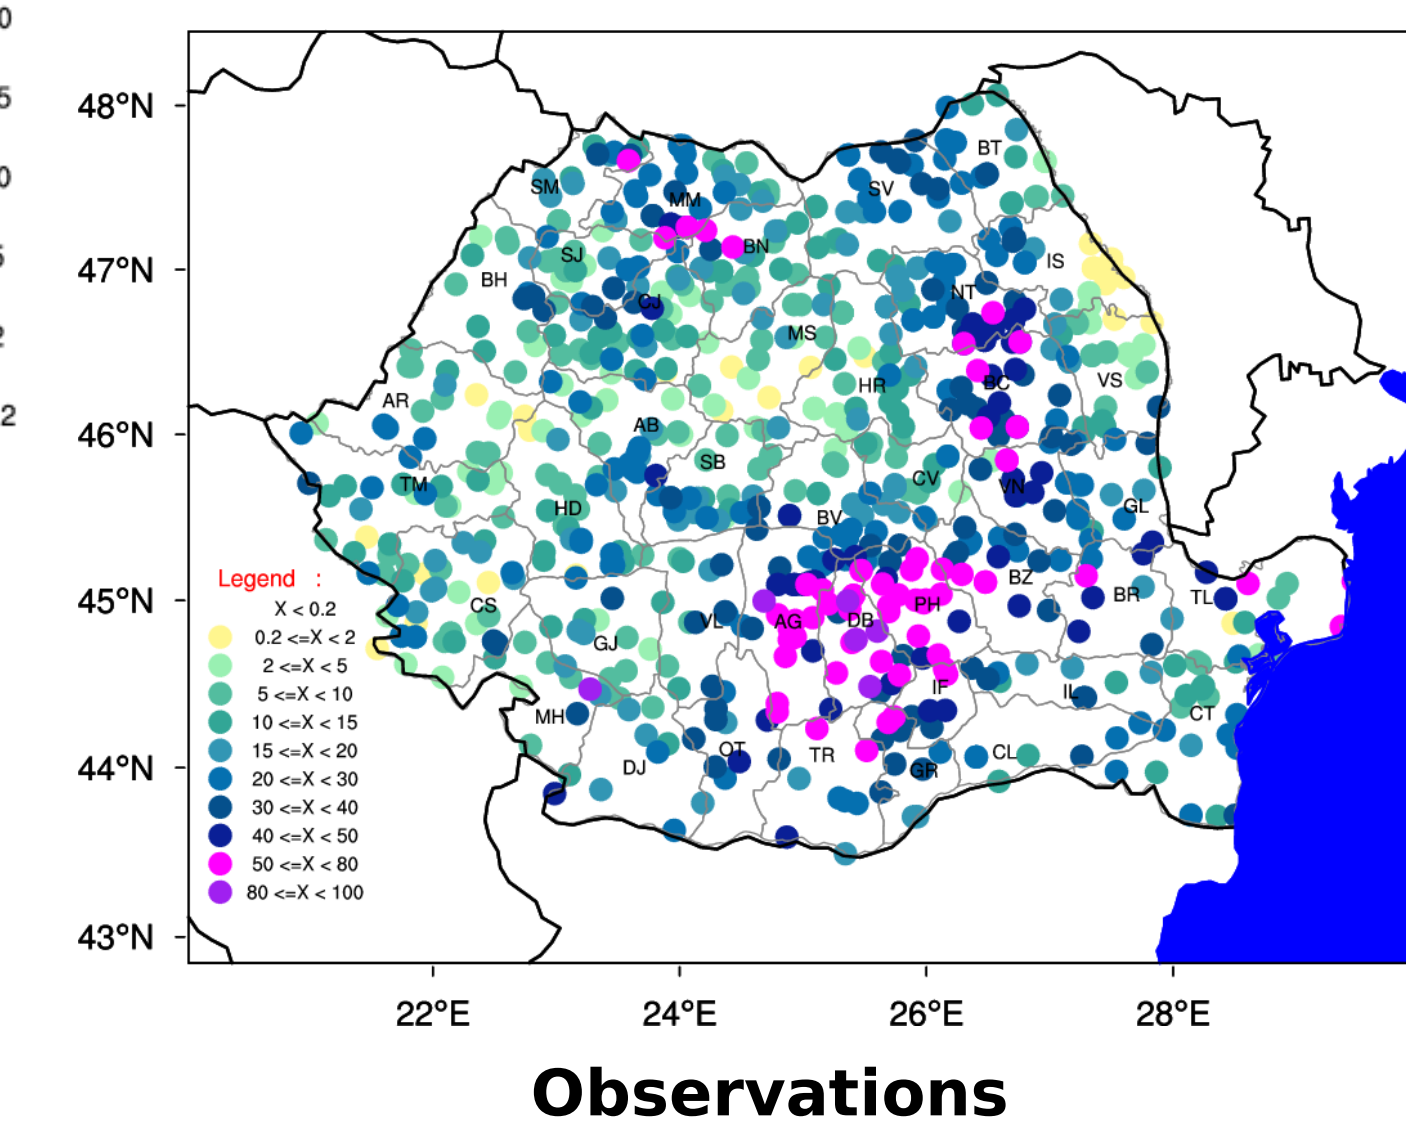 0
5
0
2
48°N
47°N
46°N
45°N
44°N
43°N
22°E
24°E
26°E
28°E
BT
SV
SM
MM
BN
SJ
IS
BH
NT
CJ
MS
HR
BC
VS
AR
AB
SB
CV
VN
TM
HD
BV
GL
BZ
BR
TL
CS
PH
VL
AG
DB
GJ
IF
IL
CT
MH
OT
TR
CL
DJ
GR
Legend :
X < 0.2
0.2 <=X < 2
2 <=X < 5
5 <=X < 10
10 <=X < 15
15 <=X < 20
20 <=X < 30
30 <=X < 40
40 <=X < 50
50 <=X < 80
80 <=X < 100
Observations